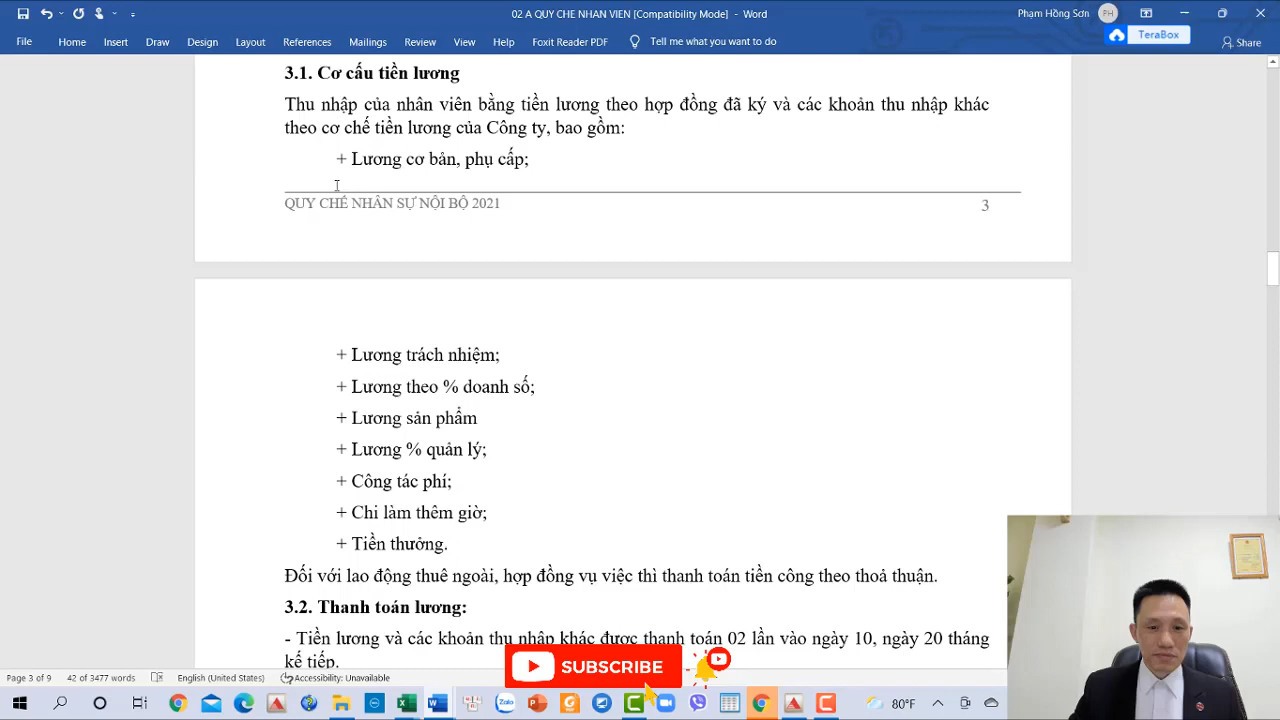 02 A QUY CHE NHAN VIEN [Compatibility Mode] - Word
Phạm Hồng Sơn
PH
File Home Insert Draw Design Layout References Mailings Review View Help Foxit Reader PDF Tell me what you want to do
TeraBox
Share
3.1. Cơ cấu tiền lương
Thu nhập của nhân viên bằng tiền lương theo hợp đồng đã ký và các khoản thu nhập khác
theo cơ chế tiền lương của Công ty, bao gồm:
+ Lương cơ bản, phụ cấp;
QUY CHẾ NHÂN SỰ NỘI BỘ 2021
3
+ Lương trách nhiệm;
+ Lương theo % doanh số;
+ Lương sản phẩm
+ Lương % quản lý;
+ Công tác phí;
+ Chi làm thêm giờ;
+ Tiền thưởng.
Đối với lao động thuê ngoài, hợp đồng vụ việc thì thanh toán tiền công theo thoả thuận.
3.2. Thanh toán lương:
- Tiền lương và các khoản thu nhập khác được thanh toán 02 lần vào ngày 10, ngày 20 tháng
kế tiếp.
SUBSCRIBE
Page 3 of 9 42 of 3477 words English (United States) Accessibility: Unavailable
Zalo
80°F